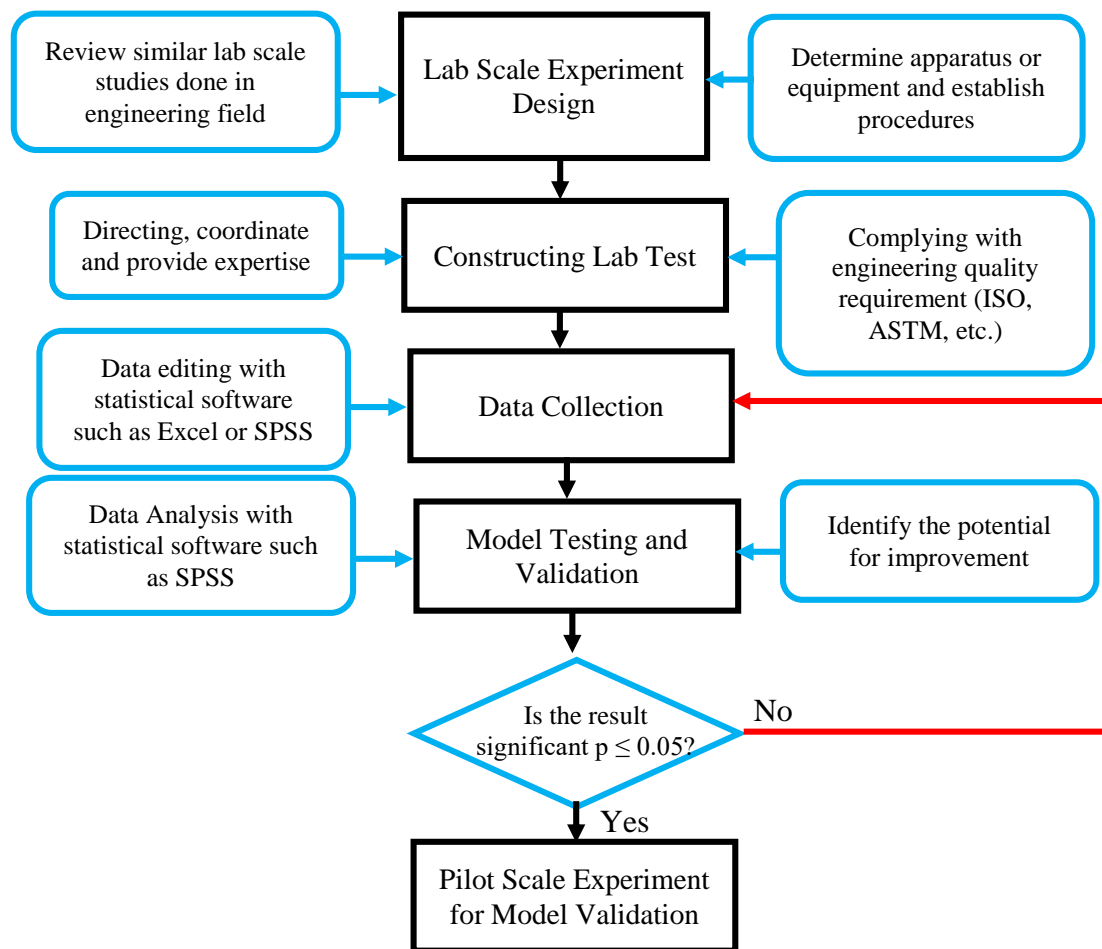 Review similar lab scale
studies done in
engineering field
Lab Scale Experiment
Design
Determine apparatus or
equipment and establish
procedures
Directing, coordinate
and provide expertise
Constructing Lab Test
Complying with
engineering quality
requirement (ISO,
ASTM, etc.)
Data editing with
statistical software
such as Excel or SPSS
Data Collection
Data Analysis with
statistical software such
as SPSS
Model Testing and
Validation
Identify the potential
for improvement
Is the result
significant p ≤ 0.05?
No
Yes
Pilot Scale Experiment
for Model Validation